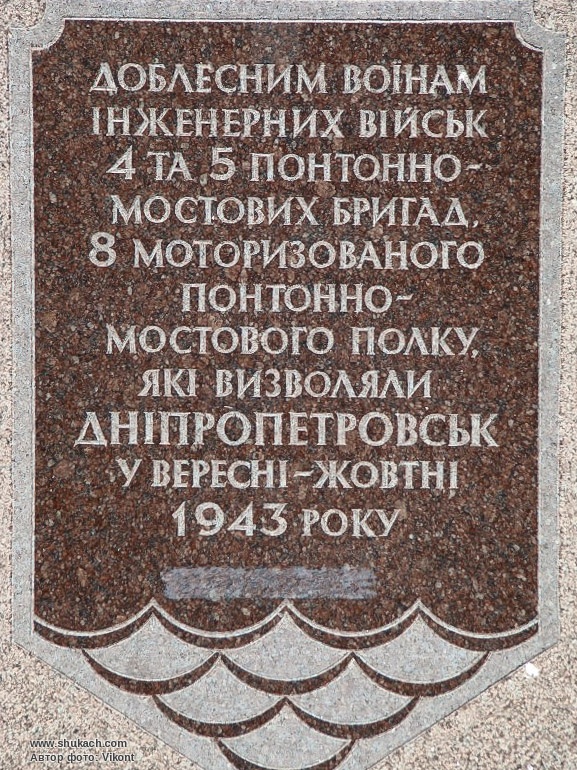 ДОБЛЕСНИМ ВОЇНАМ
ІНЖЕНЕРНИХ ВІЙСЬК
4 ТА 5 ПОНТОННО-
МОСТОВИХ БРИГАД,
8 МОТОРИЗОВАНОГО
ПОНТОННО-
МОСТОВОГО ПОЛКУ,
ЯКІ ВИЗВОЛЯЛИ
ДНІПРОПЕТРОВСЬК
У ВЕРЕСНІ-ЖОВТНІ
1943 РОКУ
www.shukach.com
Автор фото: Vikont